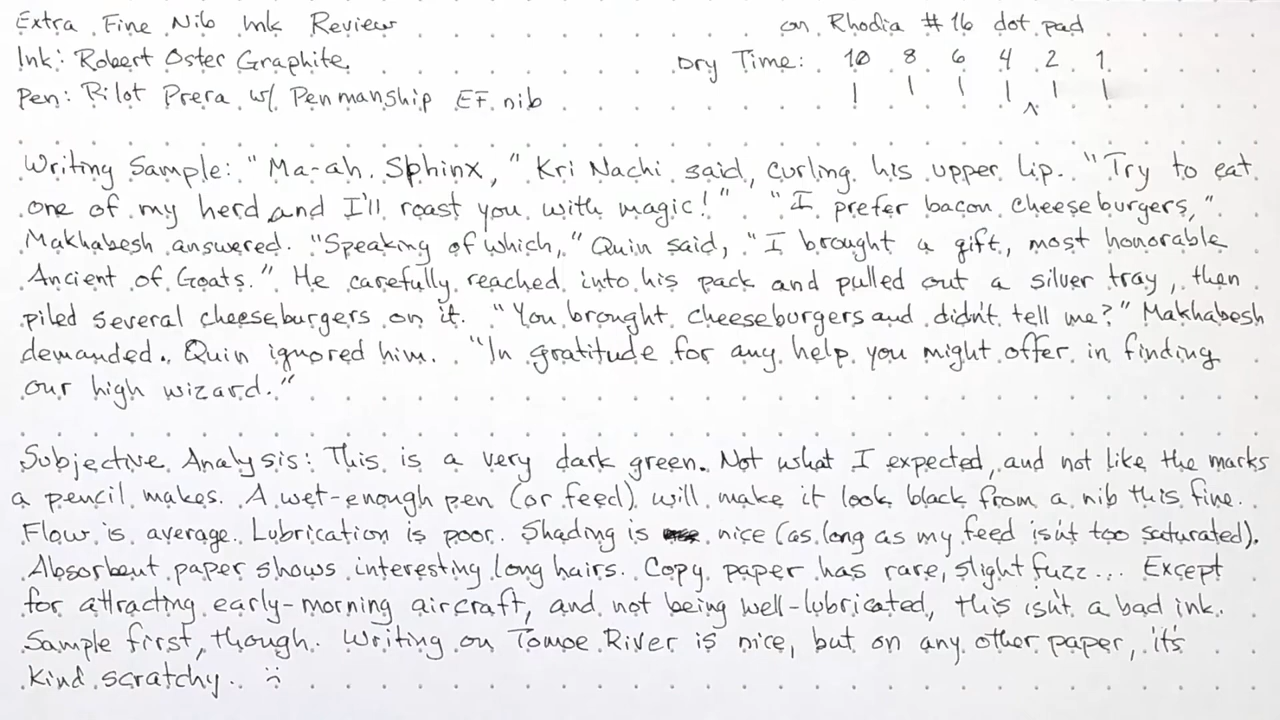 Extra Fine Nib Ink Review on Rhodia #16 dot pad
Ink: Robert Oster Graphite. Dry Time: 10 8 6 4 2 1
Pen: Pilot Prera w/ Penmanship EF nib
Writing Sample: "Ma-ah. Sphinx," Kri Nachi said, curling his upper lip. "Try to eat
one of my herd and I'll roast you with magic!" "I prefer bacon cheeseburgers,"
Makhabesh answered. "Speaking of which," Quin said, "I brought a gift, most honorable
Ancient of Goats." He carefully reached into his pack and pulled out a silver tray, then
piled several cheeseburgers on it. "You brought cheeseburgers and didn't tell me?" Makhabesh
demanded. Quin ignored him. "In gratitude for any help you might offer in finding
our high wizard."
Subjective Analysis: This is a very dark green. Not what I expected, and not like the marks
a pencil makes. A wet-enough pen (or feed) will make it look black from a nib this fine.
Flow is average. Lubrication is poor. Shading is nice (as long as my feed isn't too saturated).
Absorbent paper shows interesting long hairs. Copy paper has rare, slight fuzz... Except
for attracting early-morning aircraft, and not being well-lubricated, this isn't a bad ink.
Sample first, though. Writing on Tomoe River is nice, but on any other paper, it's
kind scratchy. :(